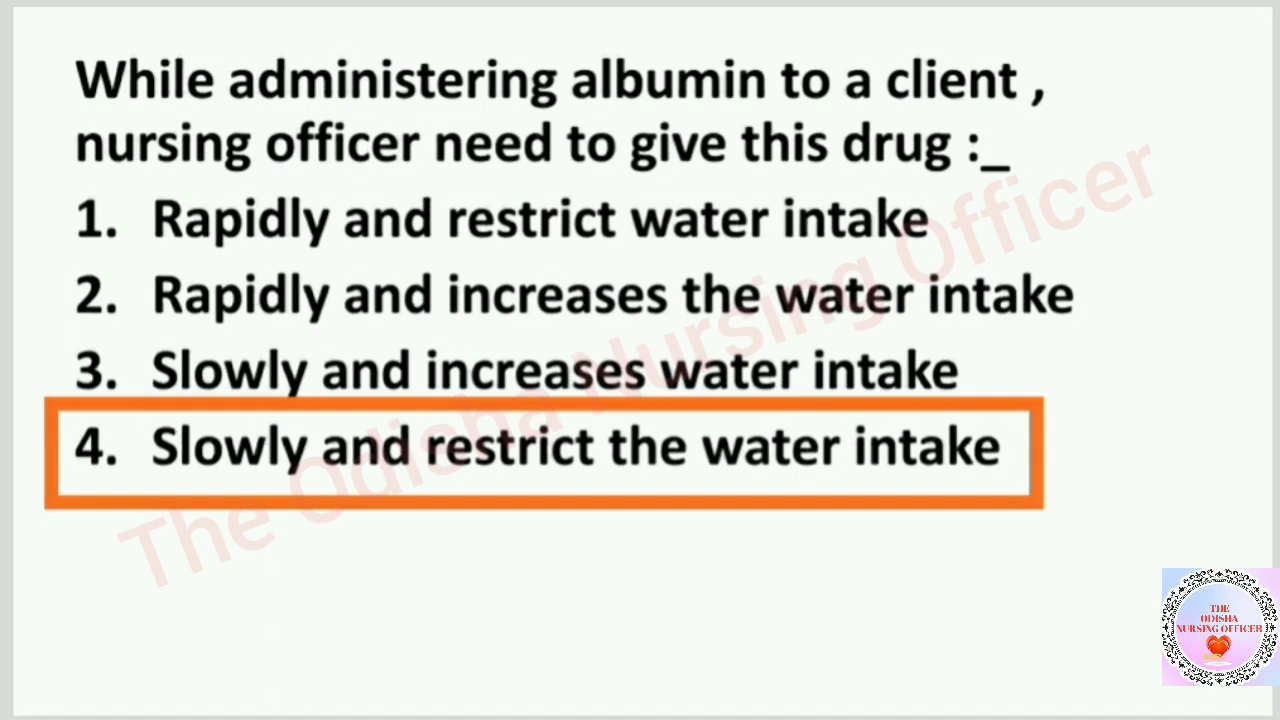 While administering albumin to a client ,
nursing officer need to give this drug :_
1. Rapidly and restrict water intake
2. Rapidly and increases the water intake
3. Slowly and increases water intake
4. Slowly and restrict the water intake
The Odisha Nursing Officer
THE
ODISHA
NURSING OFFICER